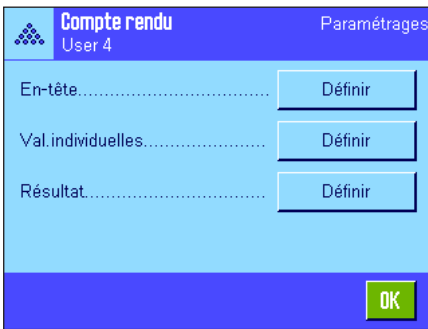 Compte rendu Paramétrages
User 4
En-tête................................... Définir
Val.individuelles...................... Définir
Résultat................................. Définir
OK